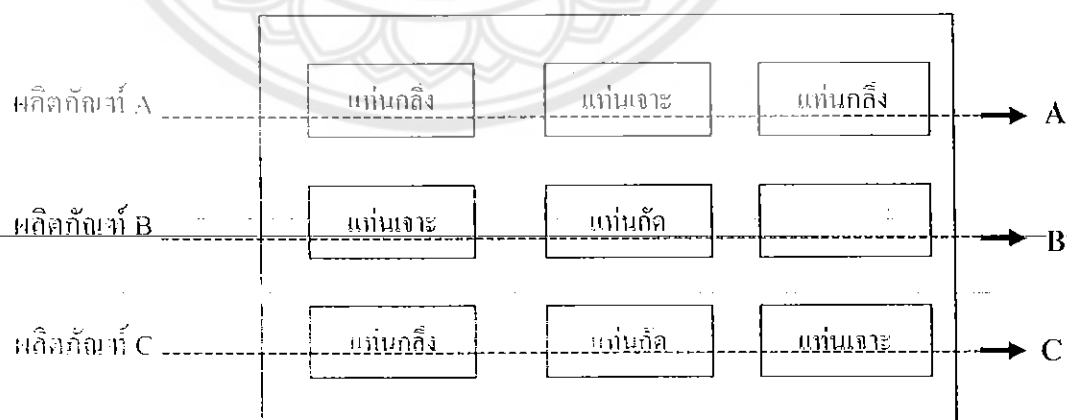 ผลิตภัณฑ์ A แท่นกลึง แท่นเจาะ แท่นกลึง A
ผลิตภัณฑ์ B แท่นเจาะ แท่นกัด B
ผลิตภัณฑ์ C แท่นกลึง แท่นกัด แท่นเจาะ C